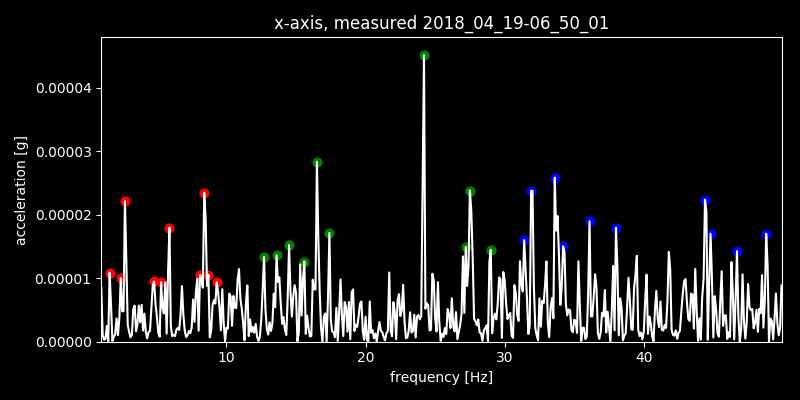 x-axis, measured 2018_04_19-06_50_01
acceleration [g]
0.00004
0.00003
0.00002
0.00001
0.00000
10 20 30 40
frequency [Hz]